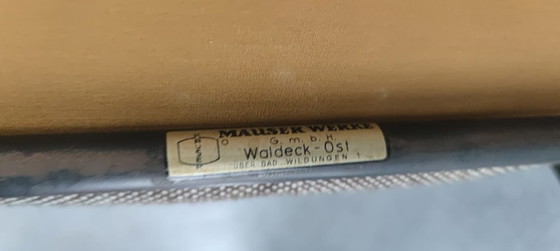 MAUSER WERKE
G. m. b. H.
Waldeck-Ost
ÜBER BAD WILDUNGEN 1